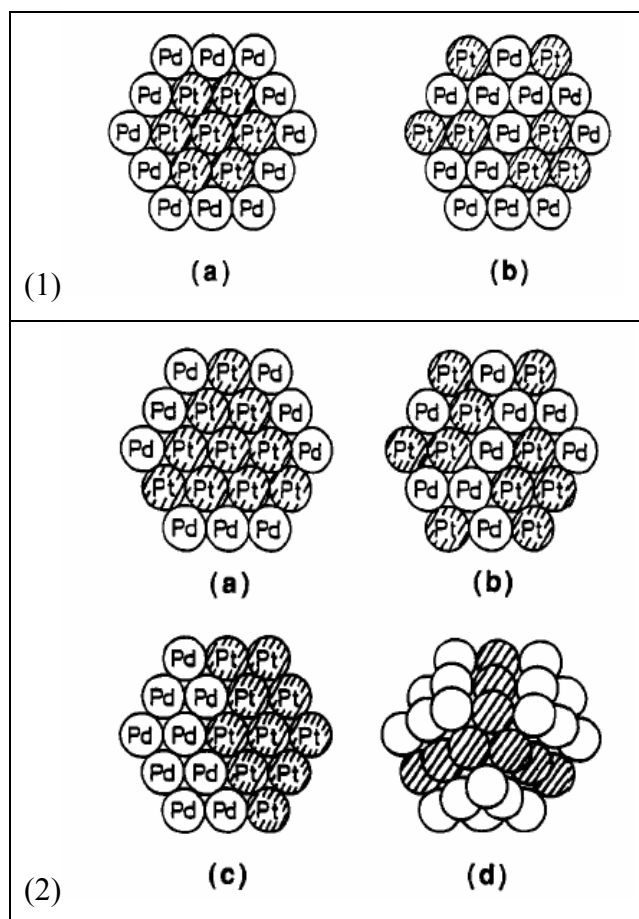 Pd Pd Pd
Pd Pt Pt Pd
Pd Pt Pt Pt Pd
Pd Pt Pt Pd
Pd Pd Pd
(a)
Pt Pd Pt
Pd Pd Pd Pd
Pt Pt Pd Pt Pd
Pd Pd Pt Pt
Pd Pd Pd
(b)
(1)
Pd Pt Pd
Pd Pt Pt Pd
Pd Pt Pt Pt Pd
Pt Pt Pt Pt
Pd Pd Pd
(a)
Pt Pd Pt
Pd Pt Pd Pd
Pt Pt Pd Pt Pd
Pd Pd Pt Pt
Pt Pd Pt
(b)
Pd Pt Pt
Pd Pd Pt Pt
Pd Pd Pt Pt Pt
Pd Pd Pt Pt
Pd Pd Pt
(c)
(d)
(2)